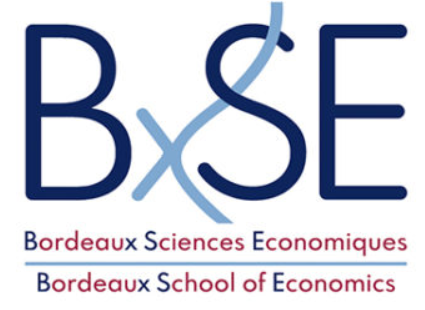 BxSE
Bordeaux Sciences Economiques
Bordeaux School of Economics